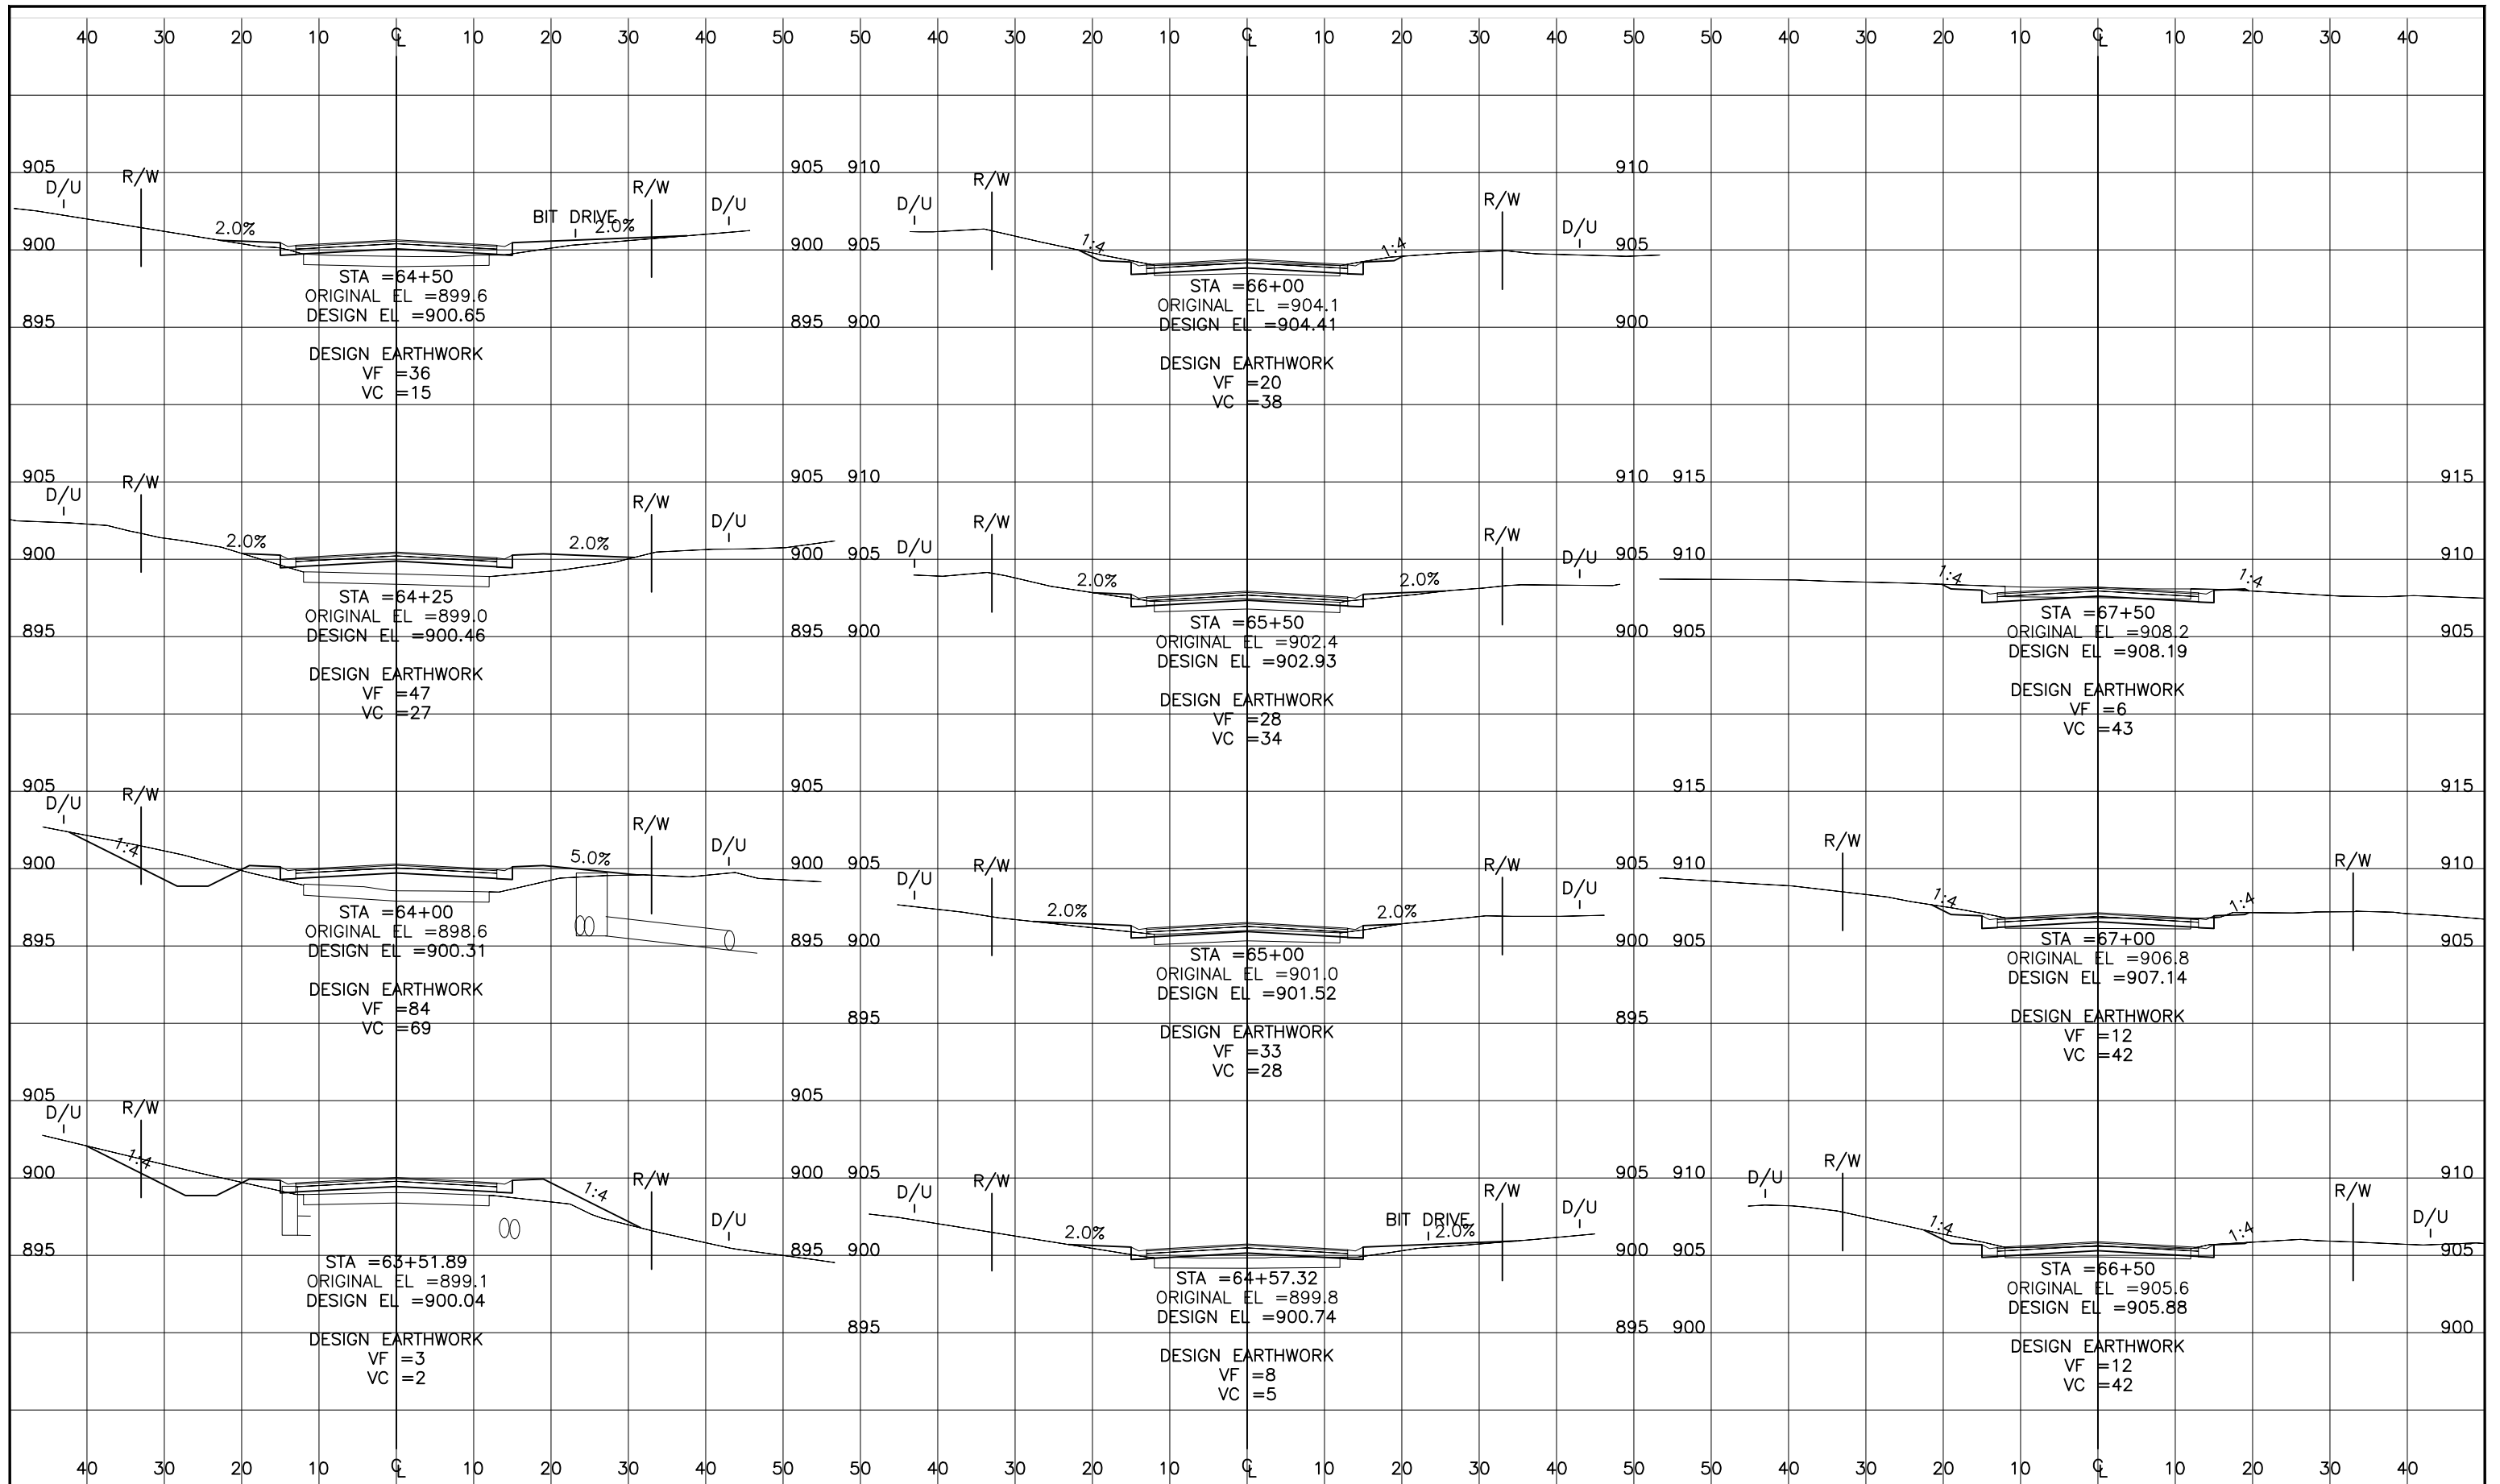 40 30 20 10 CL 10 20 30 40 50 40 30 20 10 CL 10 20 30 40 50 50 40 30 20 10 CL 10 20 30 40
905 R/W D/U 2.0% BIT DRIVE 2.0% R/W D/U 905
900
895 895
STA =64+50
ORIGINAL EL =899.6
DESIGN EL =900.65
DESIGN EARTHWORK
VF =36
VC =15
910 R/W D/U 1:4 1:4 R/W D/U 910
900 905 905
900 900
STA =66+00
ORIGINAL EL =904.1
DESIGN EL =904.41
DESIGN EARTHWORK
VF =20
VC =38
905 R/W D/U 2.0% 2.0% R/W D/U 905
900 900
895 895
STA =64+25
ORIGINAL EL =899.0
DESIGN EL =900.46
DESIGN EARTHWORK
VF =47
VC =27
910 R/W D/U 2.0% 2.0% R/W D/U 910
905 905
900 900
STA =65+50
ORIGINAL EL =902.4
DESIGN EL =902.93
DESIGN EARTHWORK
VF =28
VC =34
915 915
910 1:4 1:4 910
905 905
STA =67+50
ORIGINAL EL =908.2
DESIGN EL =908.19
DESIGN EARTHWORK
VF =6
VC =43
905 R/W D/U 1:4 5.0% R/W D/U 905
900 900
895 895
STA =64+00
ORIGINAL EL =898.6
DESIGN EL =900.31
DESIGN EARTHWORK
VF =84
VC =69
905 R/W D/U 2.0% 2.0% R/W D/U 905
900 900
895 895
STA =65+00
ORIGINAL EL =901.0
DESIGN EL =901.52
DESIGN EARTHWORK
VF =33
VC =28
915 915
910 R/W 1:4 1:4 R/W 910
905 905
STA =67+00
ORIGINAL EL =906.8
DESIGN EL =907.14
DESIGN EARTHWORK
VF =12
VC =42
905 R/W D/U 1:4 1:4 R/W D/U 905
900 900
895 895
STA =63+51.89
ORIGINAL EL =899.1
DESIGN EL =900.04
DESIGN EARTHWORK
VF =3
VC =2
905 R/W D/U 2.0% BIT DRIVE 2.0% R/W D/U 905
900 900
895 895
STA =64+57.32
ORIGINAL EL =899.8
DESIGN EL =900.74
DESIGN EARTHWORK
VF =8
VC =5
910 R/W D/U 1:4 1:4 R/W D/U 910
905 905
900 900
STA =66+50
ORIGINAL EL =905.6
DESIGN EL =905.88
DESIGN EARTHWORK
VF =12
VC =42
40 30 20 10 CL 10 20 30 40 50 40 30 20 10 CL 10 20 30 40 50 50 40 30 20 10 CL 10 20 30 40